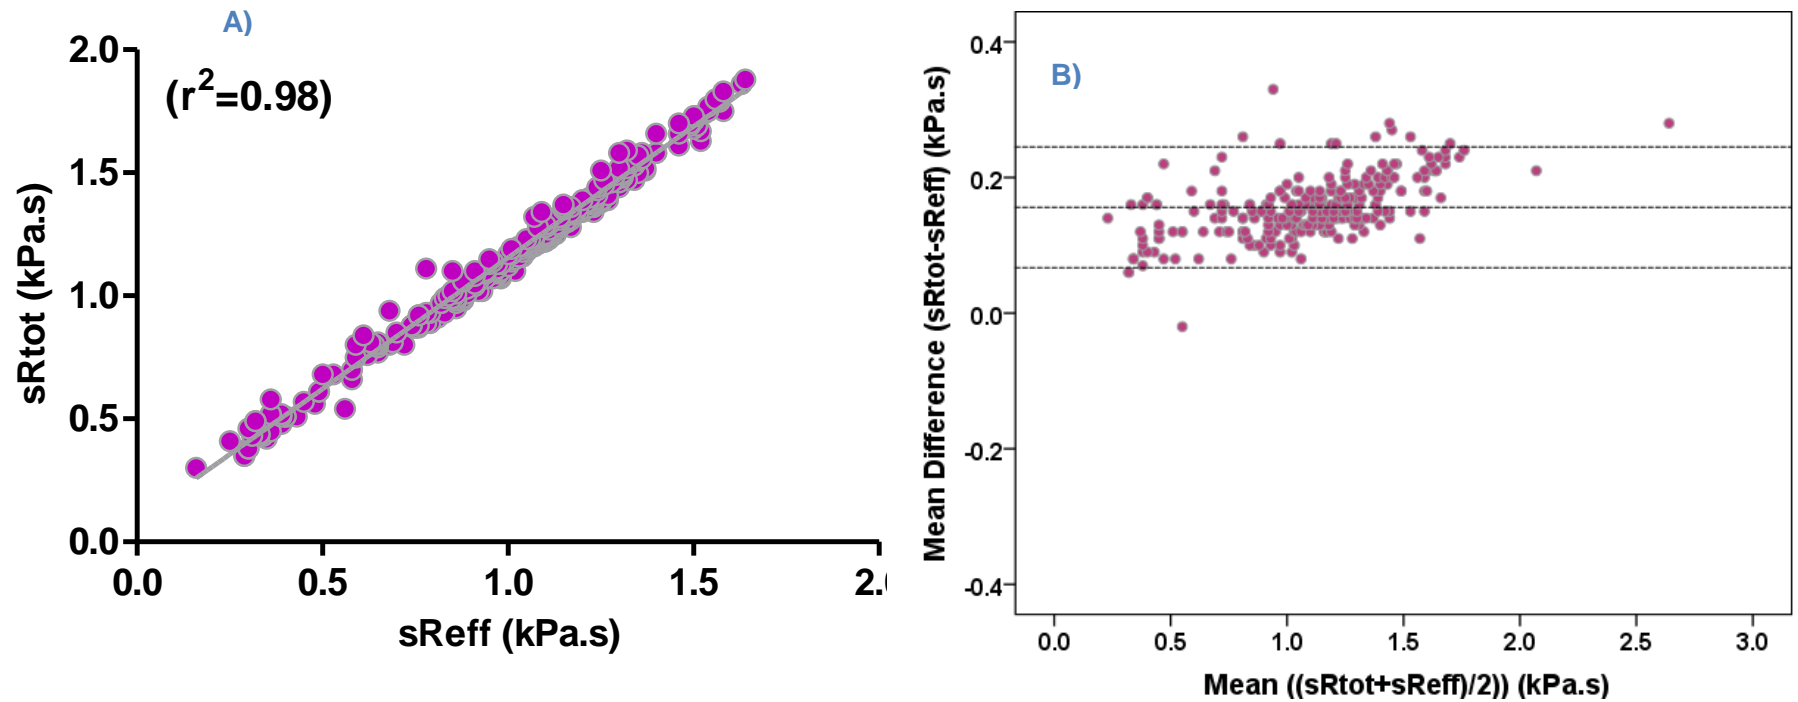 A)
(r2=0.98)
sRtot (kPa.s)
2.0
1.5
1.0
0.5
0.0
0.0 0.5 1.0 1.5 2.0
sReff (kPa.s)
B)
Mean Difference (sRtot-sReff) (kPa.s)
0.4
0.2
0.0
-0.2
-0.4
0.0 0.5 1.0 1.5 2.0 2.5 3.0
Mean ((sRtot+sReff)/2)) (kPa.s)